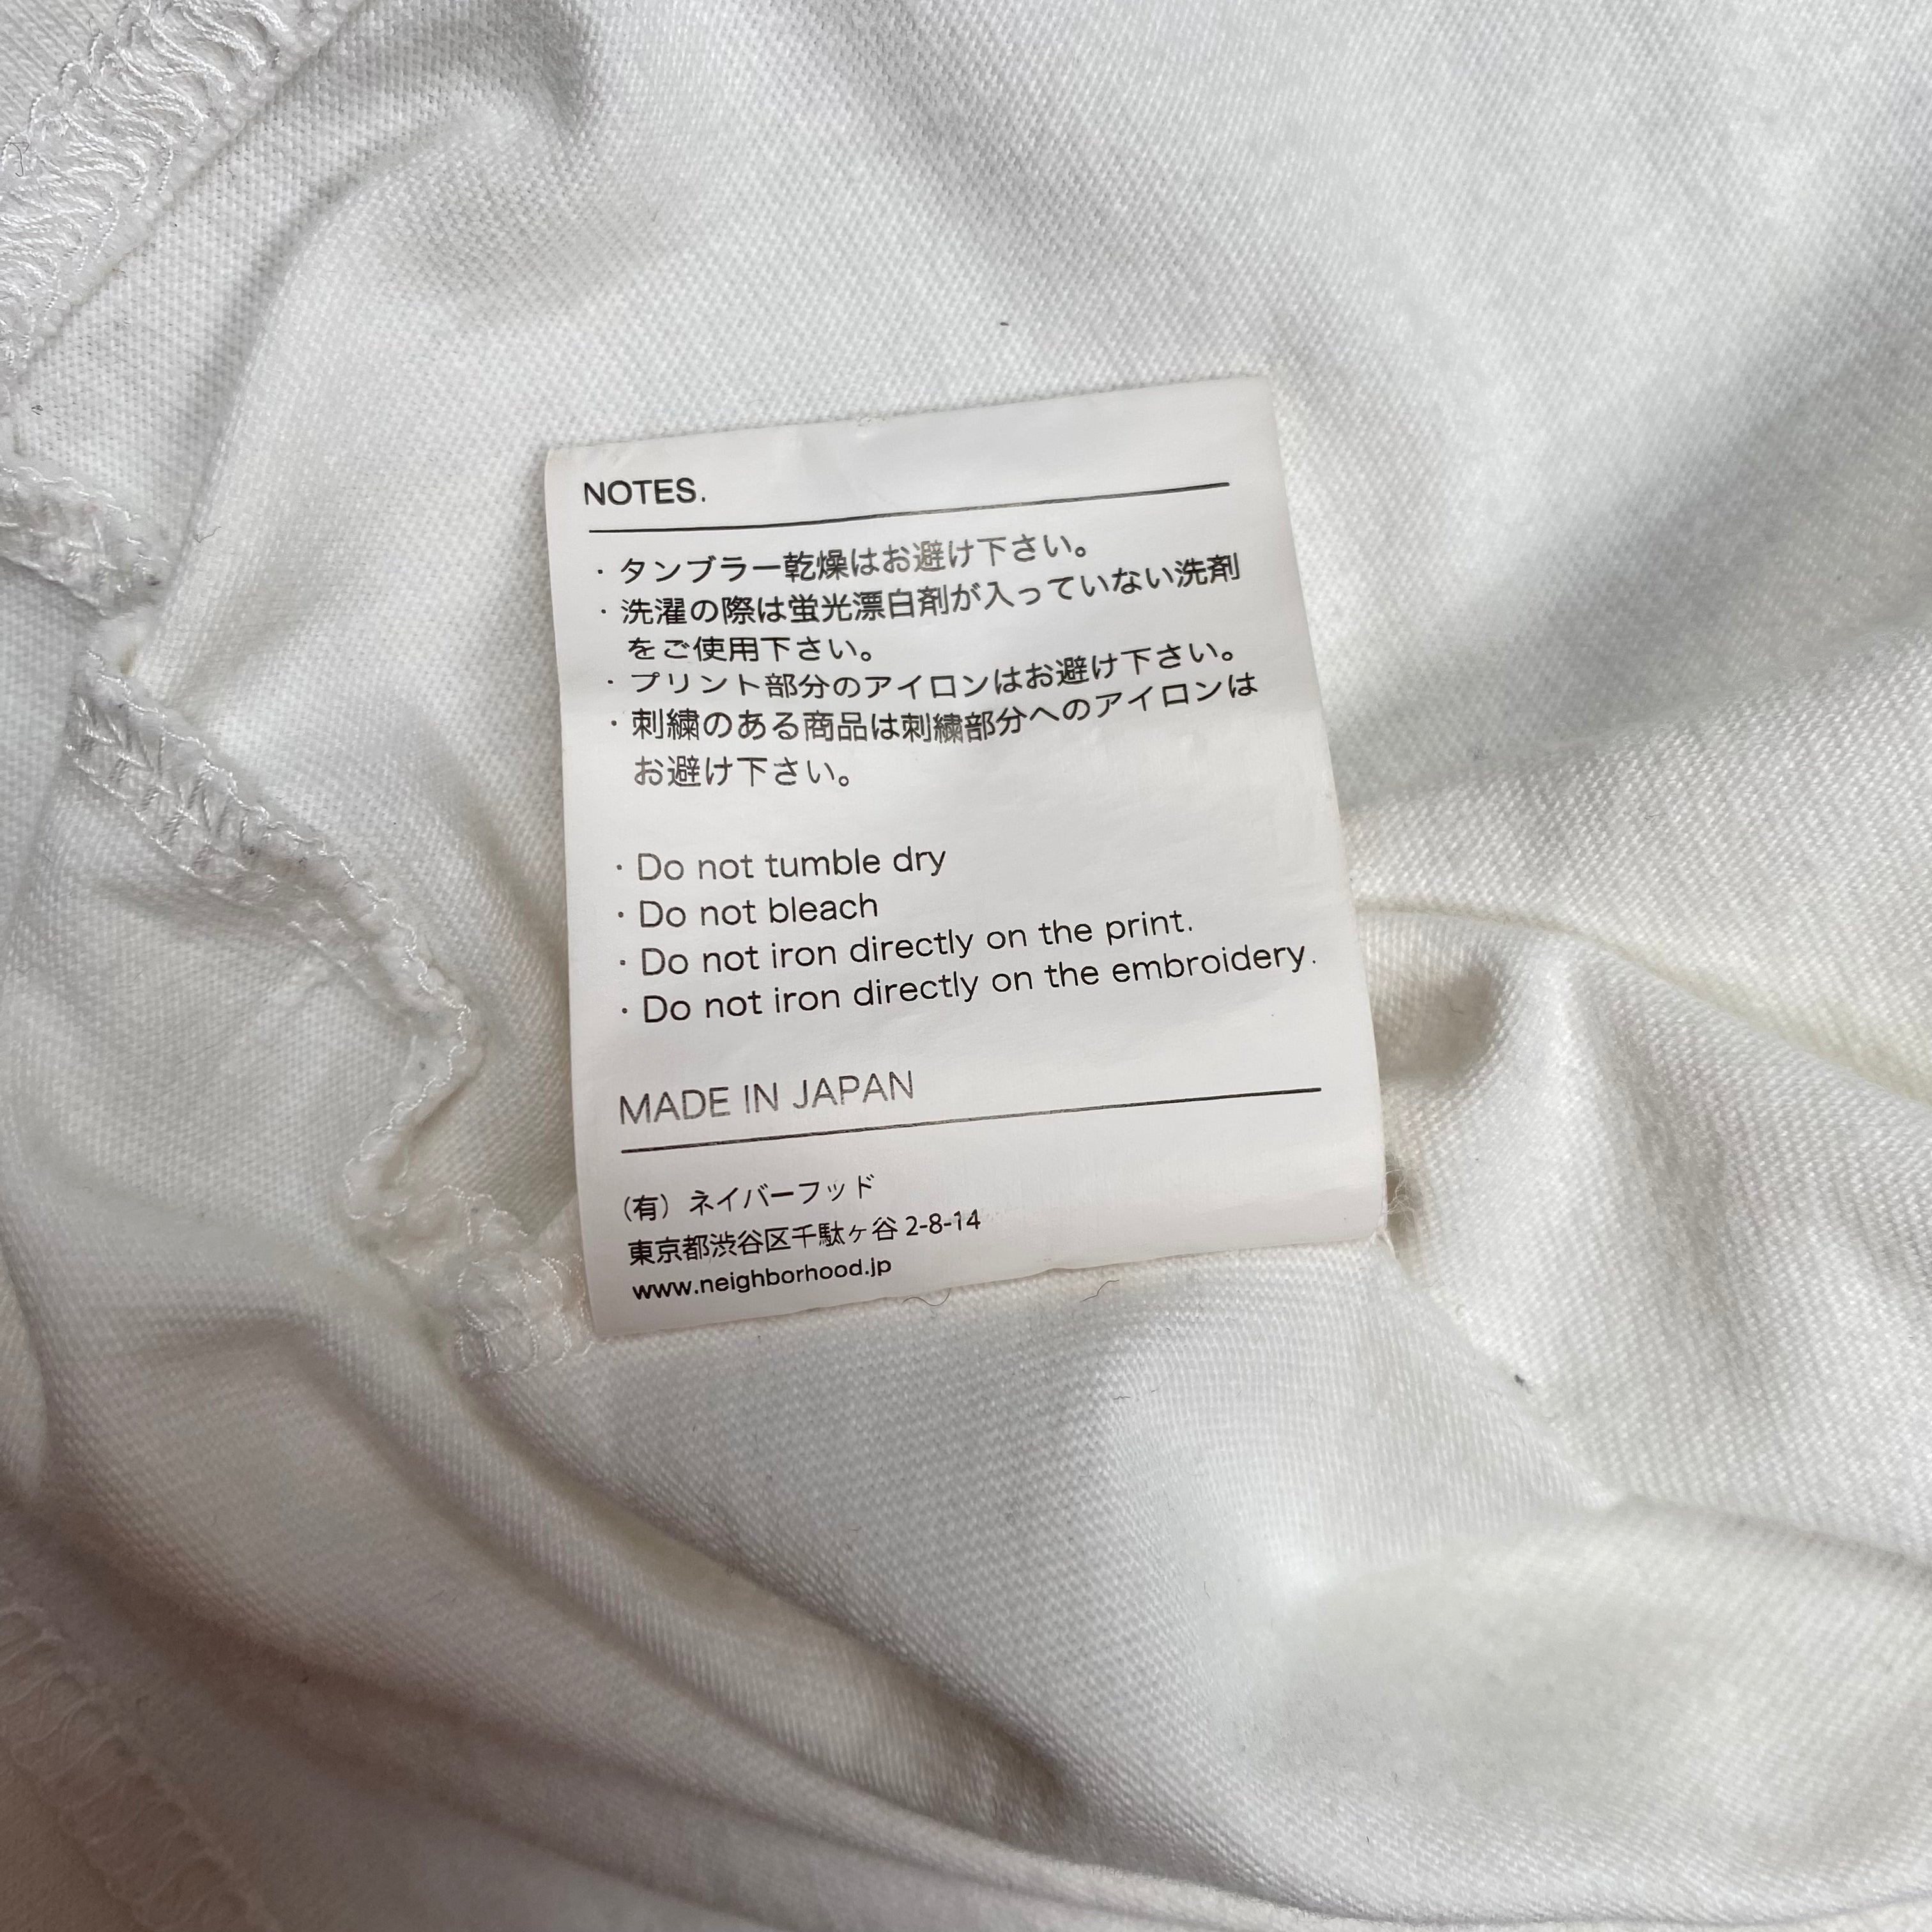 NOTES.
・タンブラー乾燥はお避け下さい。
・洗濯の際は蛍光漂白剤が入っていない洗剤
をご使用下さい。
・プリント部分のアイロンはお避け下さい。
・刺繍のある商品は刺繍部分へのアイロンは
お避け下さい。
・Do not tumble dry
・Do not bleach
・Do not iron directly on the print.
・Do not iron directly on the embroidery.
MADE IN JAPAN
（有）ネイバーフッド
東京都渋谷区千駄ヶ谷 2-8-14
www.neighborhood.jp